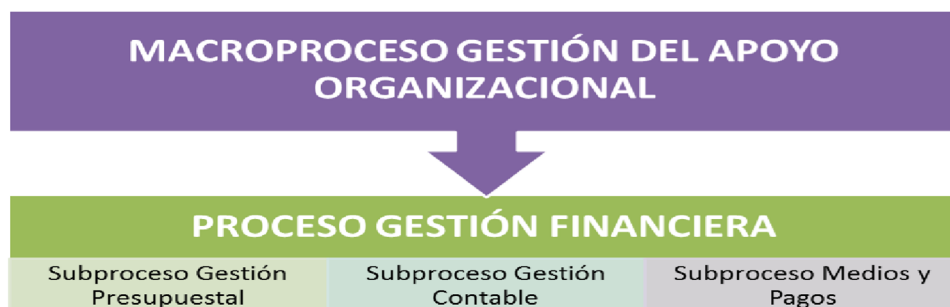 MACROPROCESO GESTIÓN DEL APOYO
ORGANIZACIONAL
PROCESO GESTIÓN FINANCIERA
Subproceso Gestión
Presupuestal
Subproceso Gestión
Contable
Subproceso Medios y
Pagos